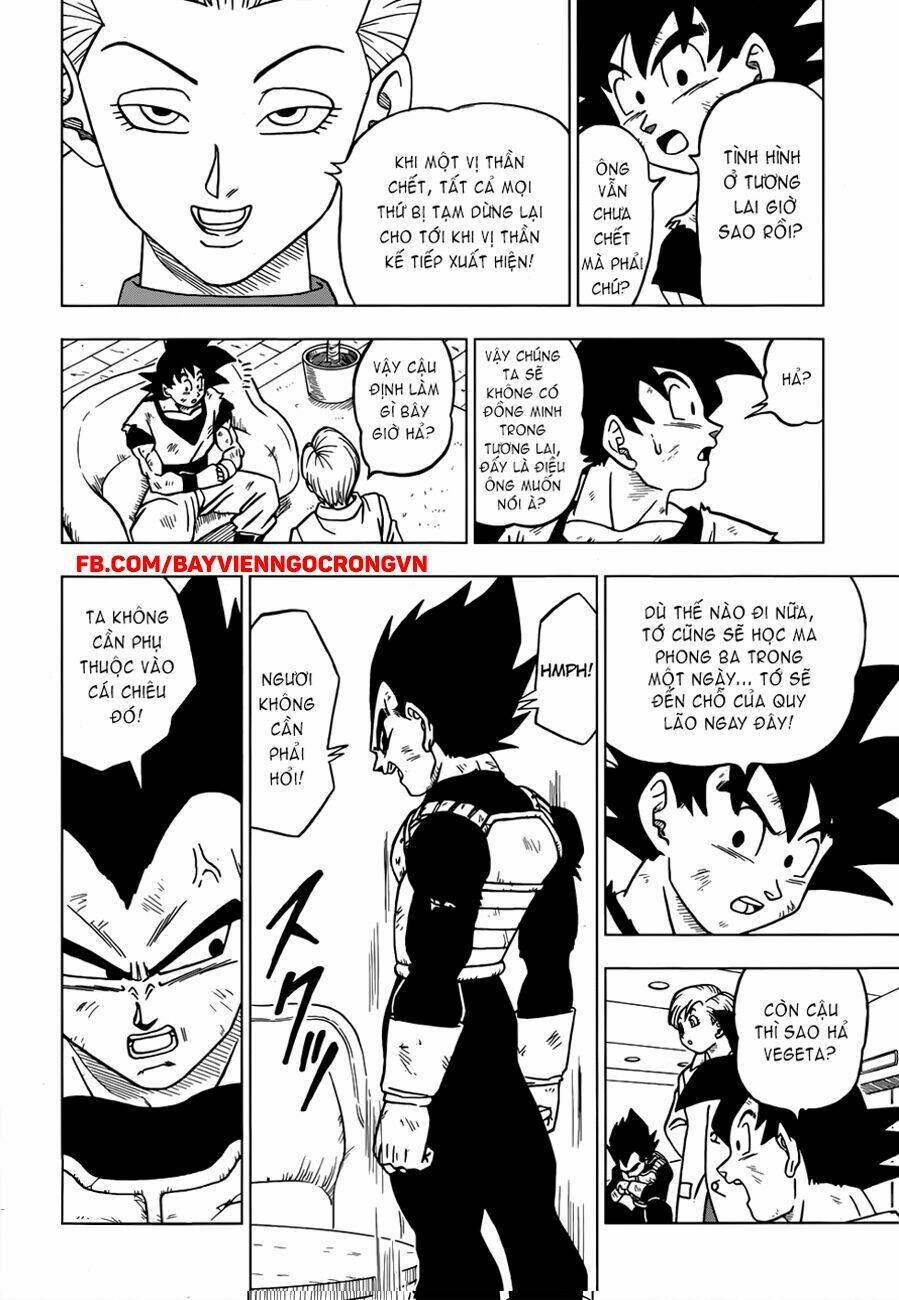 TÌNH HÌNH
Ở TƯƠNG
LAI GIỜ
SAO RỒI?
ÔNG
VẪN
CHƯA
CHẾT
MÀ PHẢI
CHỨ?
KHI MỘT VỊ THẦN
CHẾT, TẤT CẢ MỌI
THỨ BỊ TẠM DỪNG LẠI
CHO TỚI KHI VỊ THẦN
KẾ TIẾP XUẤT HIỆN!
HẢ?
VẬY CHÚNG
TA SẼ
KHÔNG CÓ
ĐỒNG MINH
TRONG
TƯƠNG LAI,
ĐẤY LÀ ĐIỀU
ÔNG MUỐN
NÓI À?
VẬY CẬU
ĐỊNH LÀM
GÌ BÂY
GIỜ HẢ?
FB.COM/BAYVIENNGOCRONGVN
DÙ THẾ NÀO ĐI NỮA,
TỚ CŨNG SẼ HỌC MA
PHONG BA TRONG
MỘT NGÀY... TỚ SẼ
ĐẾN CHỖ CỦA QUY
LÃO NGAY ĐÂY!
CÒN CẬU
THÌ SAO HẢ
VEGETA?
HMPH!
NGƯƠI
KHÔNG
CẦN
PHẢI
HỎI!
スッ
TA KHÔNG
CẦN PHỤ
THUỘC VÀO
CÁI CHIÊU
ĐÓ!